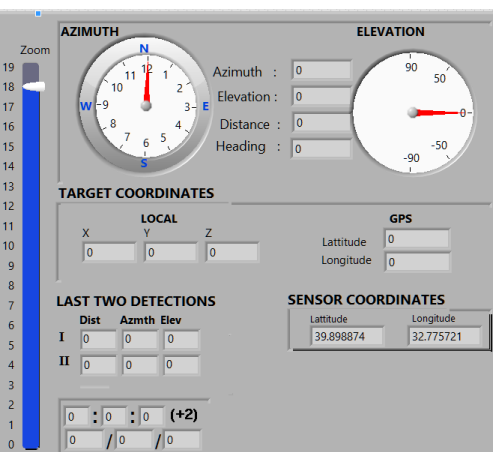 AZIMUTH
ELEVATION
Zoom
19
18
17
16
15
14
13
12
11
10
9
8
7
6
5
4
3
2
1
0
N
E
S
W
12
1
2
3
4
5
6
7
8
9
10
11
Azimuth : 0
Elevation : 0
Distance : 0
Heading : 0
90
50
0
-50
-90
TARGET COORDINATES
LOCAL
X Y Z
0 0 0
GPS
Lattitude 0
Longitude 0
LAST TWO DETECTIONS
Dist Azmth Elev
I 0 0 0
II 0 0 0
SENSOR COORDINATES
Lattitude Longitude
39.898874 32.775721
0 : 0 : 0 (+2)
0 / 0 / 0